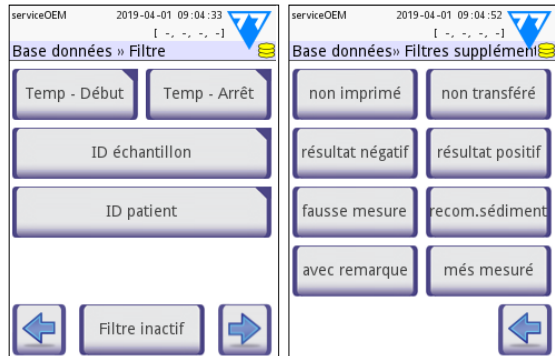 serviceOEM 2019-04-01 09:04:33
[ -, -, -, -]
Base données » Filtre
Temp - Début Temp - Arrêt
ID échantillon
ID patient
Filtre inactif
serviceOEM 2019-04-01 09:04:52
[ -, -, -, -]
Base données» Filtres supplément
non imprimé non transféré
résultat négatif résultat positif
fausse mesure recom.sédiment
avec remarque més mesuré